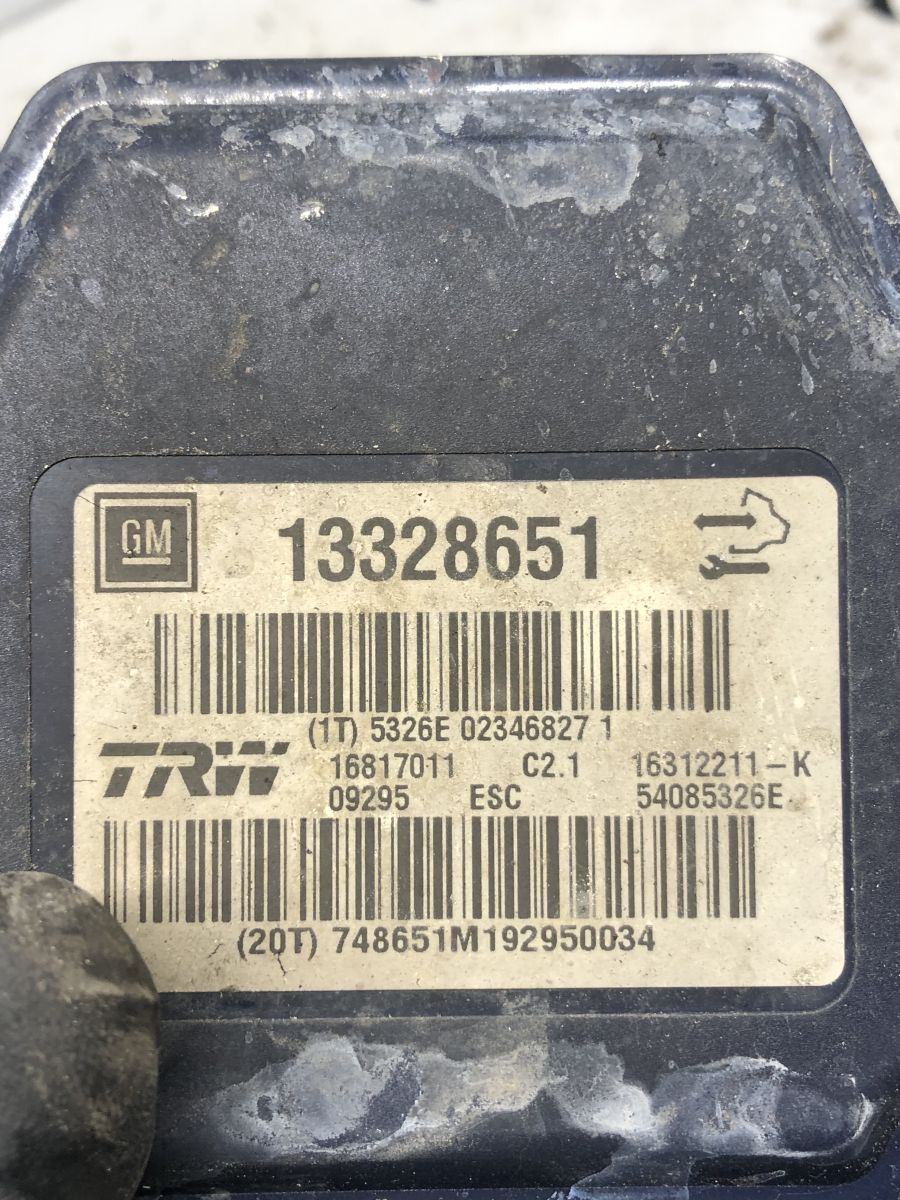 GM
13328651
(1T) 5326E 02346827 1
TRW
16817011 C2.1 16312211-K
09295 ESC 54085326E
(20T) 748651M192950034